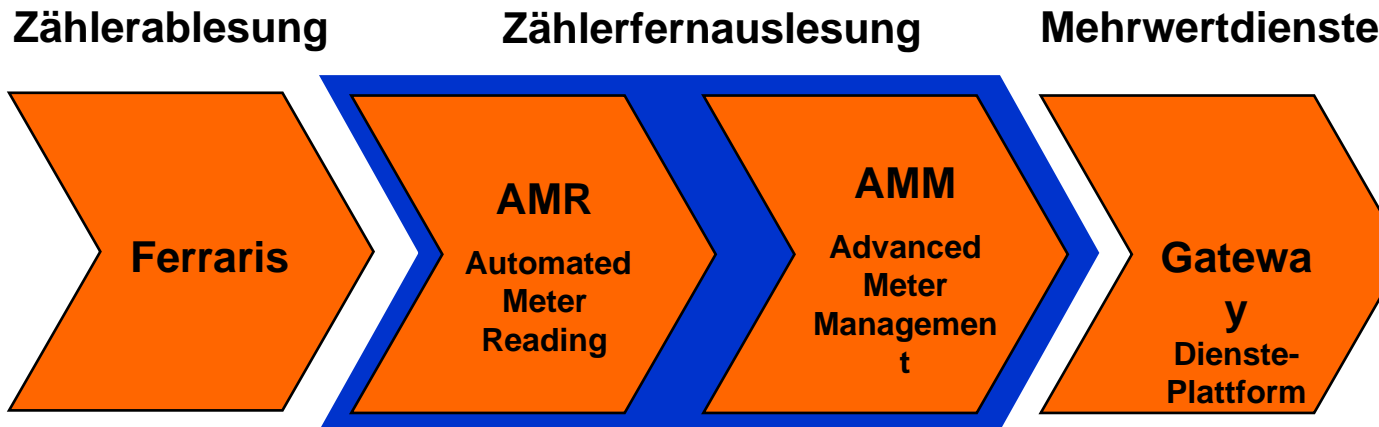 Zählerablesung
Zählerfernauslesung
Mehrwertdienste
Ferraris
AMR
Automated
Meter
Reading
AMM
Advanced
Meter
Managemen
t
Gatewa
y
Dienste-
Plattform